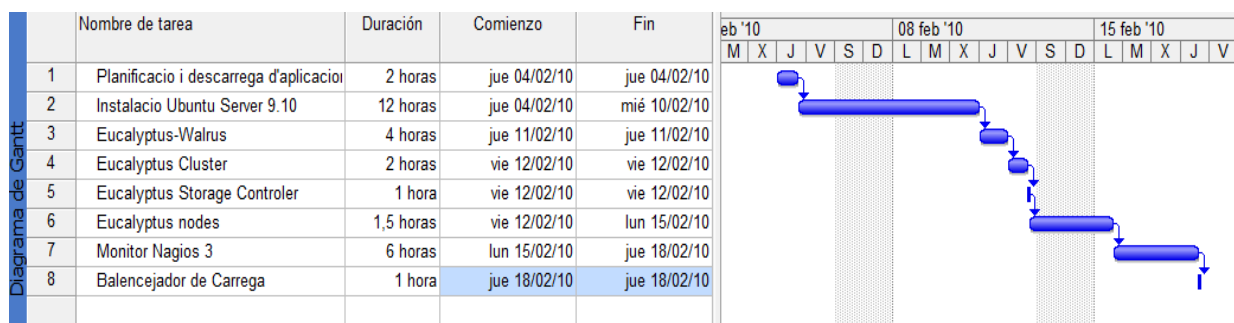 Nombre de tarea Duración Comienzo Fin eb '10 08 feb '10 15 feb '10
M X J V S D L M X J V S D L M X J V
1 Planificacio i descarrega d'aplicacion 2 horas jue 04/02/10 jue 04/02/10
2 Instalacio Ubuntu Server 9.10 12 horas jue 04/02/10 mié 10/02/10
3 Eucalyptus-Walrus 4 horas jue 11/02/10 jue 11/02/10
4 Eucalyptus Cluster 2 horas vie 12/02/10 vie 12/02/10
5 Eucalyptus Storage Controler 1 hora vie 12/02/10 vie 12/02/10
6 Eucalyptus nodes 1,5 horas vie 12/02/10 lun 15/02/10
7 Monitor Nagios 3 6 horas lun 15/02/10 jue 18/02/10
8 Balencejador de Carrega 1 hora jue 18/02/10 jue 18/02/10
Diagrama de Gantt